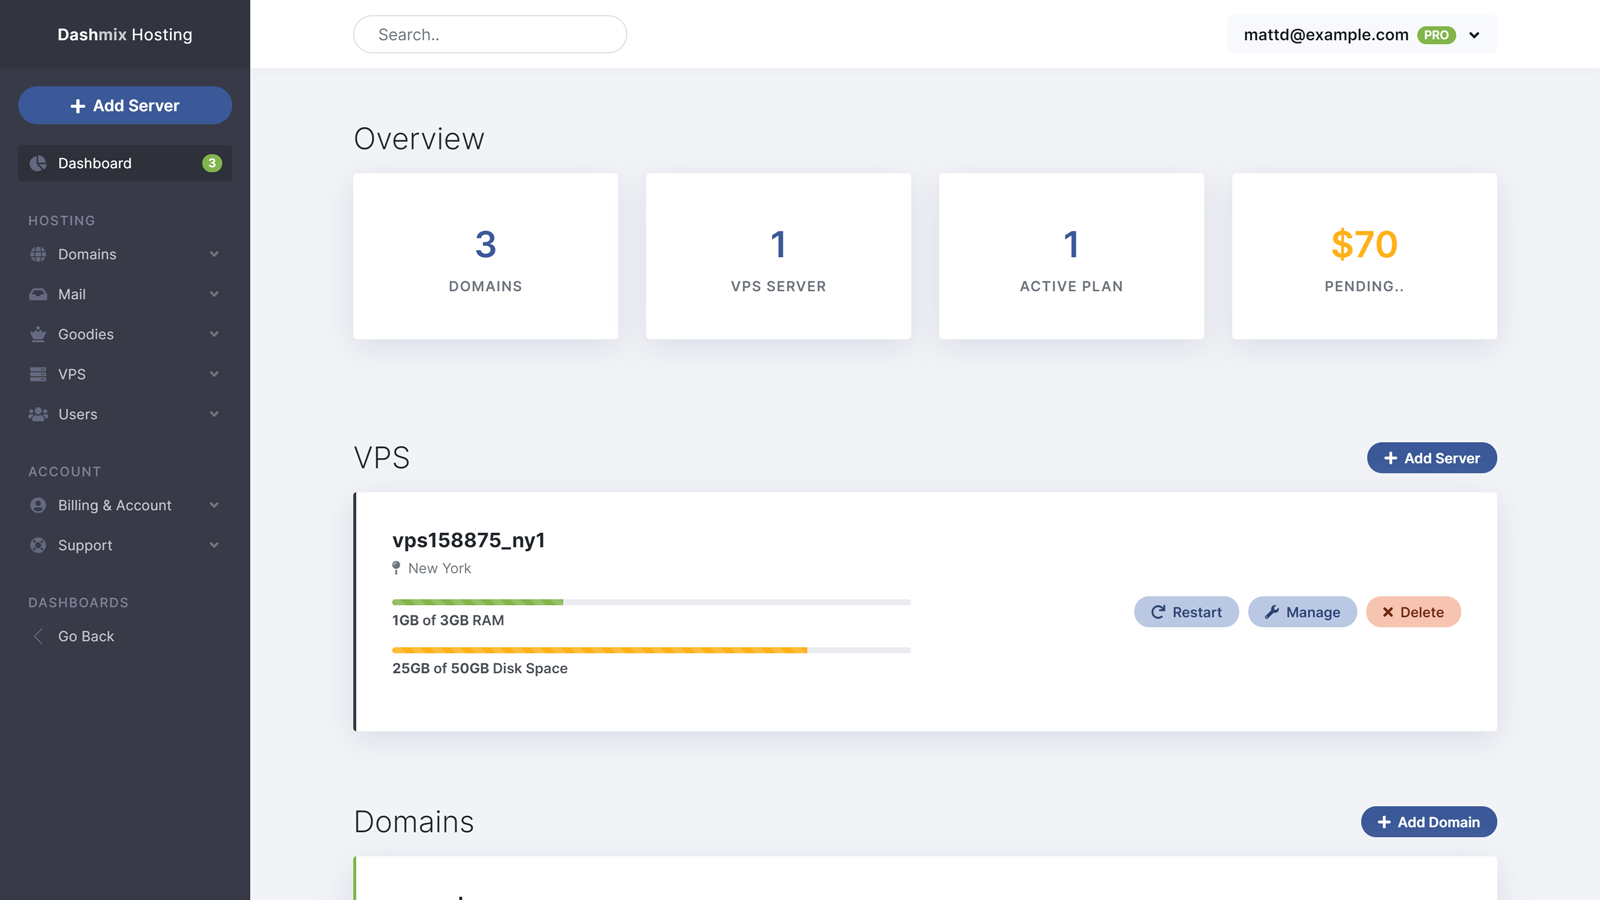 Dashmix Hosting
Search..
mattd@example.com PRO
Add Server
Dashboard 3
HOSTING
Domains
Mail
Goodies
VPS
Users
ACCOUNT
Billing & Account
Support
DASHBOARDS
Go Back
Overview
3
DOMAINS
1
VPS SERVER
1
ACTIVE PLAN
$70
PENDING..
VPS
Add Server
vps158875_ny1
New York
1GB of 3GB RAM
25GB of 50GB Disk Space
Restart
Manage
Delete
Domains
Add Domain